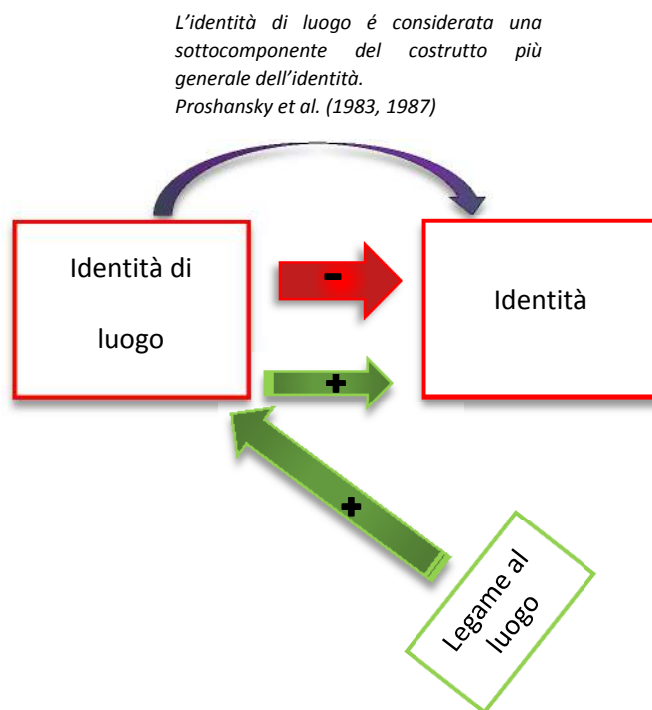 L’identità di luogo é considerata una
sottocomponente del costrutto più
generale dell’identità.
Proshansky et al. (1983, 1987)
Identità di
luogo
-
Identità
+
+
Legame al
luogo